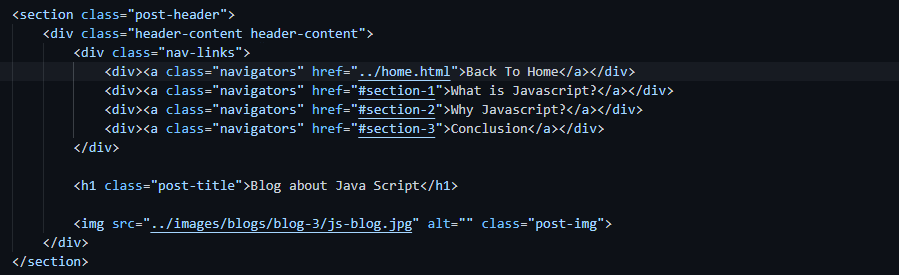 <section class="post-header">
<div class="header-content header-content">
<div class="nav-links">
<div><a class="navigators" href="../home.html">Back To Home</a></div>
<div><a class="navigators" href="#section-1">What is Javascript?</a></div>
<div><a class="navigators" href="#section-2">Why Javascript?</a></div>
<div><a class="navigators" href="#section-3">Conclusion</a></div>
</div>
<h1 class="post-title">Blog about Java Script</h1>
<img src="../images/blogs/blog-3/js-blog.jpg" alt="" class="post-img">
</div>
</section>